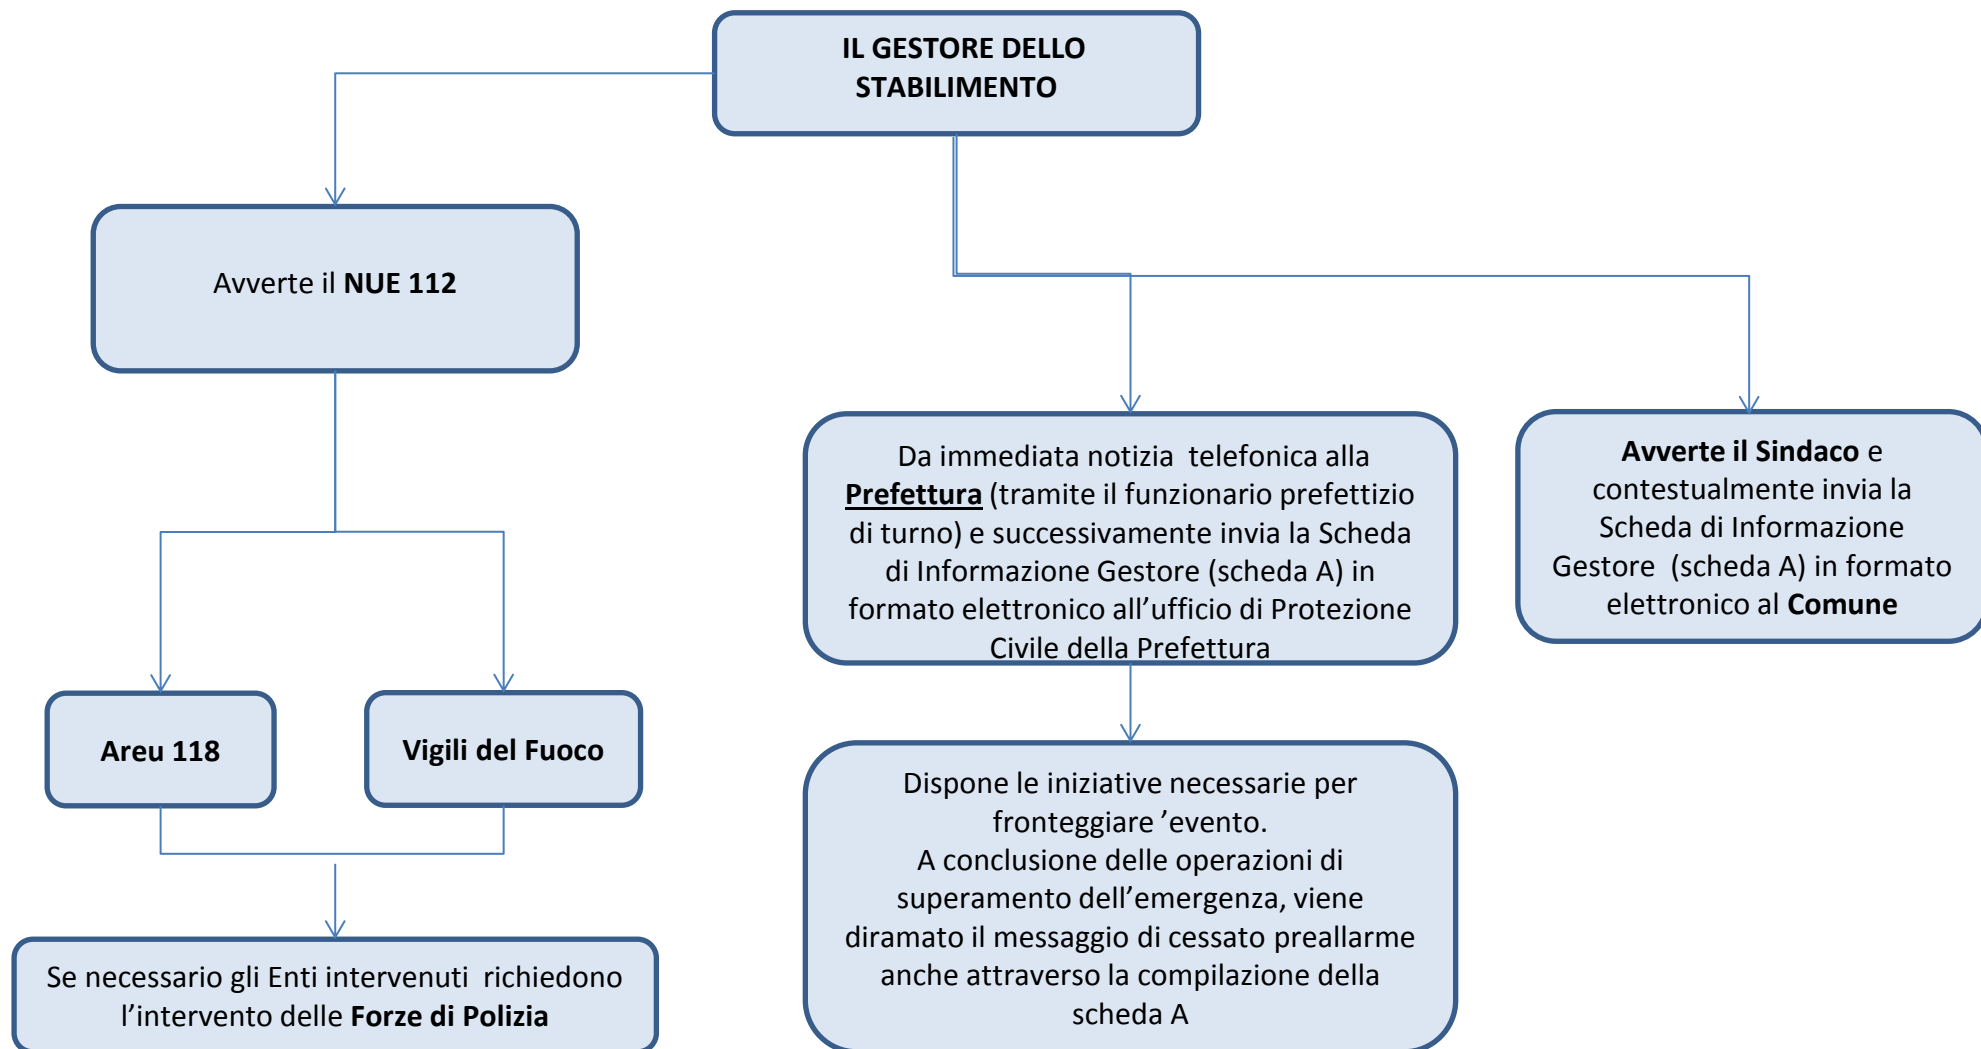 IL GESTORE DELLO
STABILIMENTO
Avverte il NUE 112
Da immediata notizia telefonica alla
Prefettura (tramite il funzionario prefettizio
di turno) e successivamente invia la Scheda
di Informazione Gestore (scheda A) in
formato elettronico all’ufficio di Protezione
Civile della Prefettura
Avverte il Sindaco e
contestualmente invia la
Scheda di Informazione
Gestore (scheda A) in formato
elettronico al Comune
Areu 118
Vigili del Fuoco
Dispone le iniziative necessarie per
fronteggiare ’evento.
A conclusione delle operazioni di
superamento dell’emergenza, viene
diramato il messaggio di cessato preallarme
anche attraverso la compilazione della
scheda A
Se necessario gli Enti intervenuti richiedono
l’intervento delle Forze di Polizia